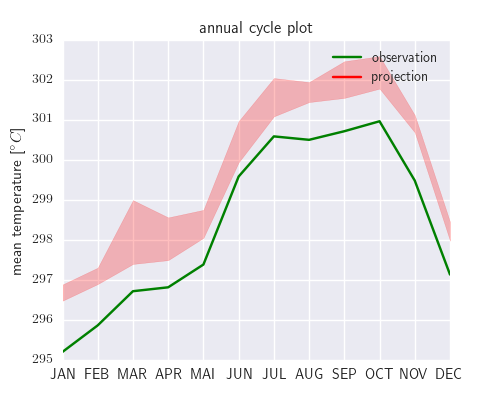 annual cycle plot
303
302
301
300
299
298
297
296
295
mean temperature [°C]
observation
projection
JAN FEB MAR APR MAI JUN JUL AUG SEP OCT NOV DEC